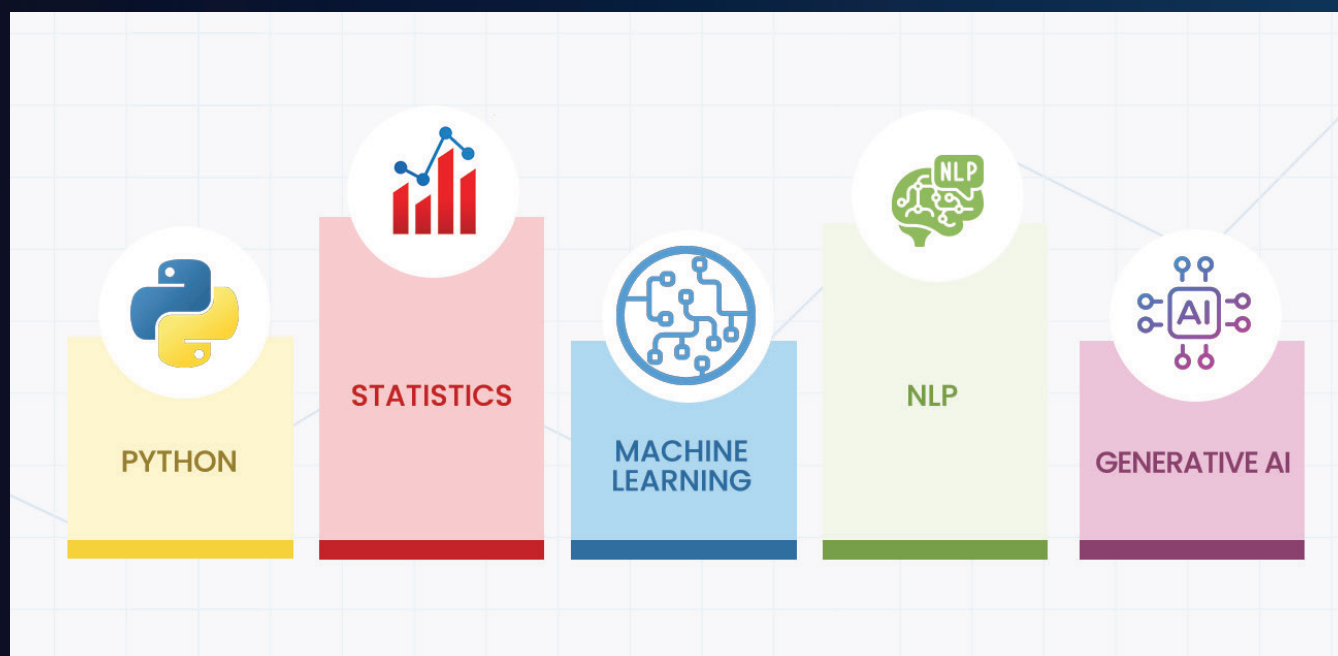 PYTHON
STATISTICS
MACHINE
LEARNING
NLP
NLP
GENERATIVE AI
AI